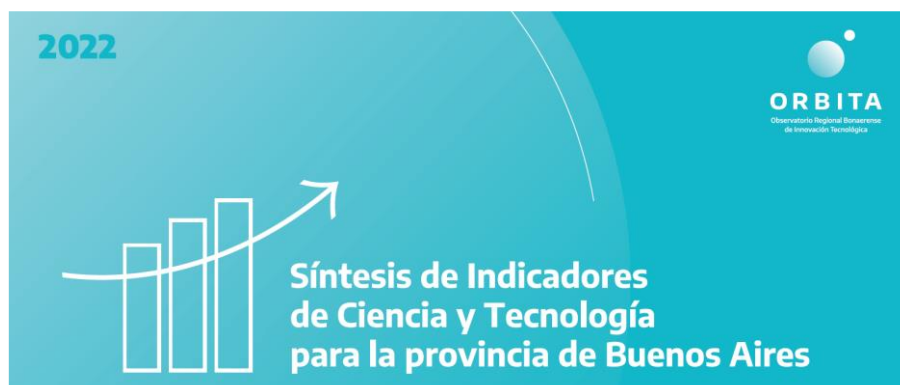 2022
ORBITA
Observatorio Regional Bonaerense
de Innovación Tecnológica
Síntesis de Indicadores
de Ciencia y Tecnología
para la provincia de Buenos Aires